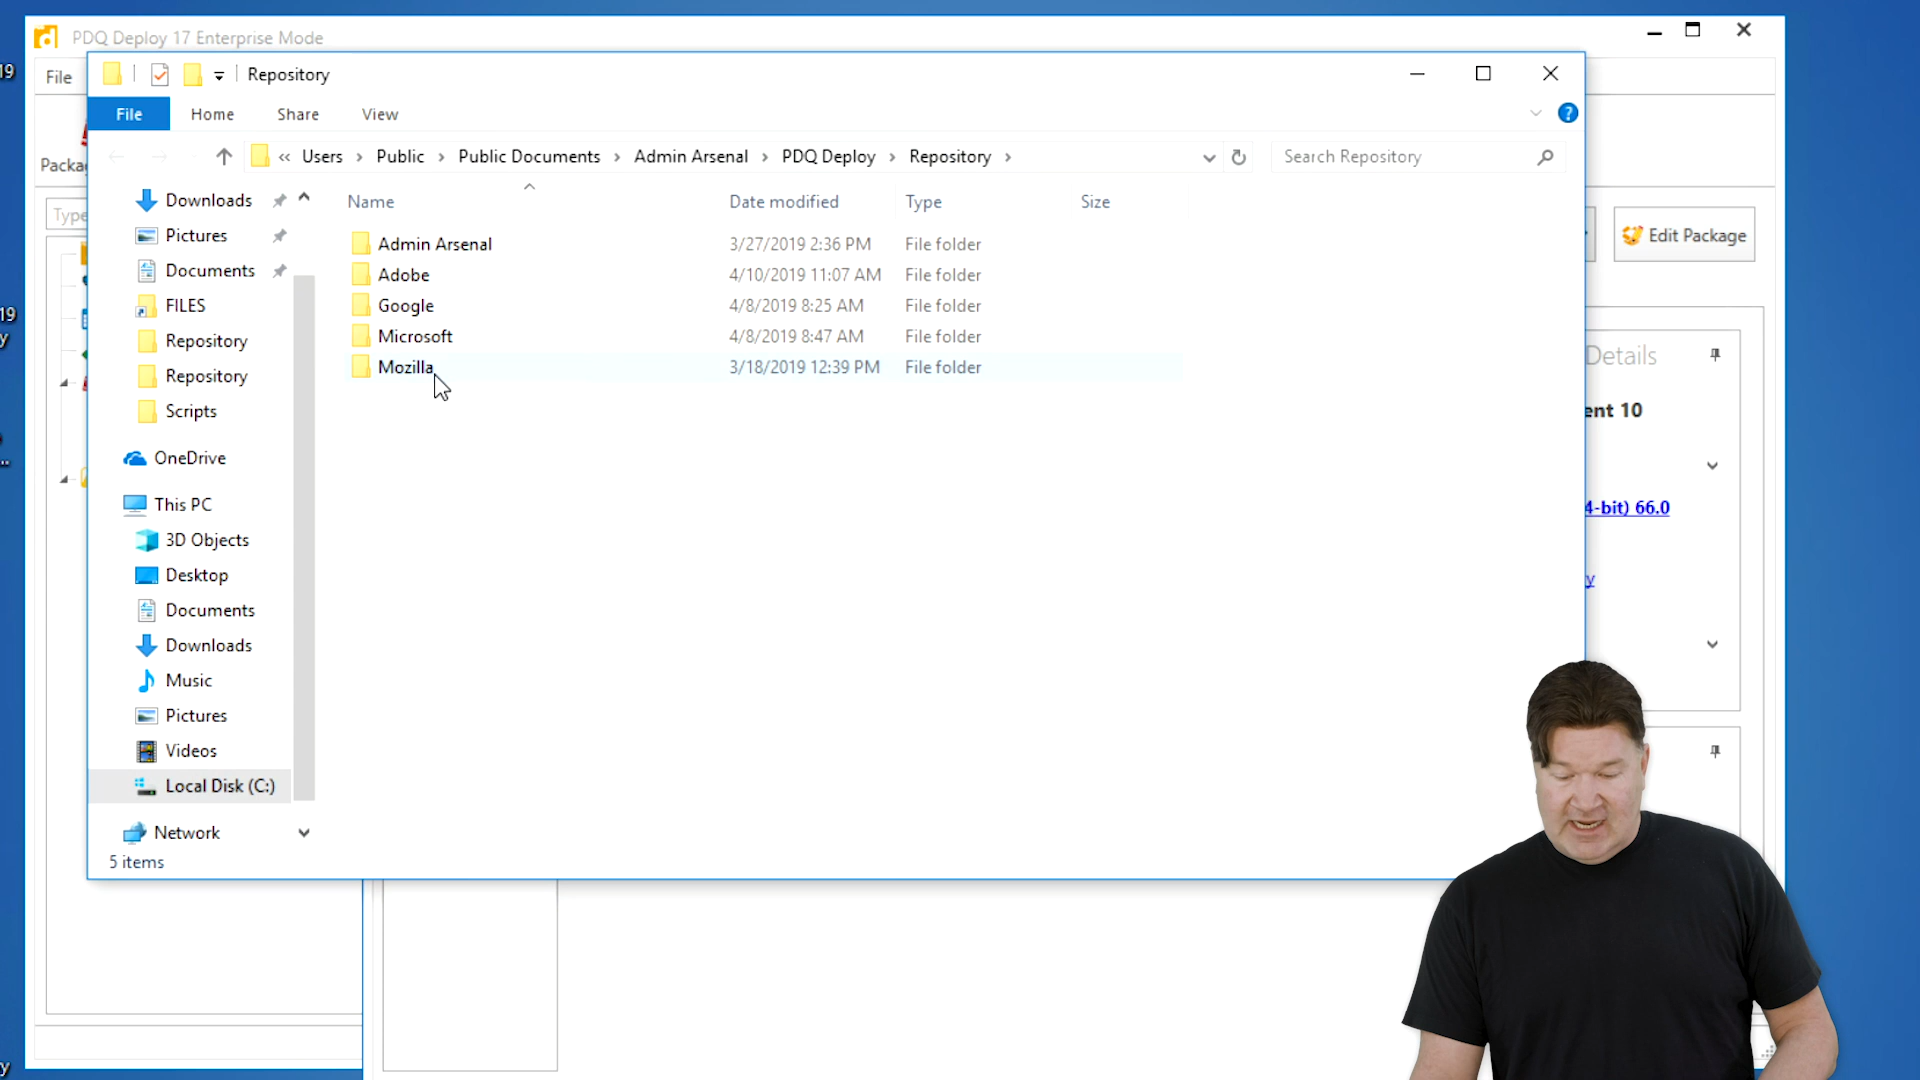 PDQ Deploy 17 Enterprise Mode
19
File
Repository
File Home Share View
?
« Users › Public › Public Documents › Admin Arsenal › PDQ Deploy › Repository ›
Search Repository
Packa
Type
Edit Package
Downloads
Pictures
Documents
FILES
Repository
Repository
Scripts
OneDrive
This PC
3D Objects
Desktop
Documents
Downloads
Music
Pictures
Videos
Local Disk (C:)
Network
5 items
Name Date modified Type Size
Admin Arsenal 3/27/2019 2:36 PM File folder
Adobe 4/10/2019 11:07 AM File folder
Google 4/8/2019 8:25 AM File folder
Microsoft 4/8/2019 8:47 AM File folder
Mozilla 3/18/2019 12:39 PM File folder
19
y
...
y
Details
ent 10
4-bit) 66.0
y